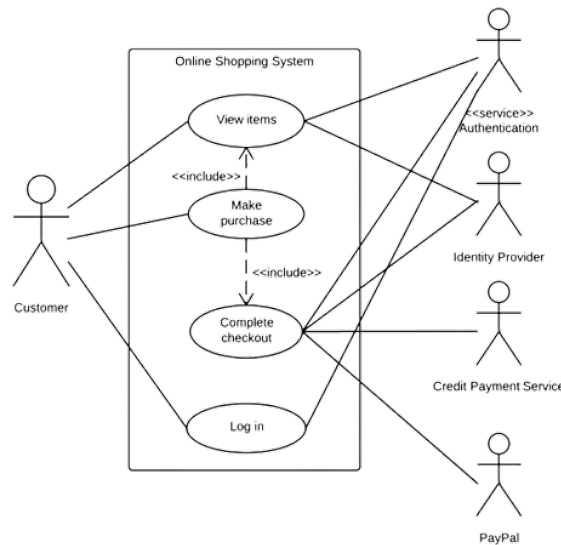 Online Shopping System
View items
<<service>>
Authentication
<<include>>
Make
purchase
Identity Provider
<<include>>
Customer
Complete
checkout
Credit Payment Service
Log in
PayPal